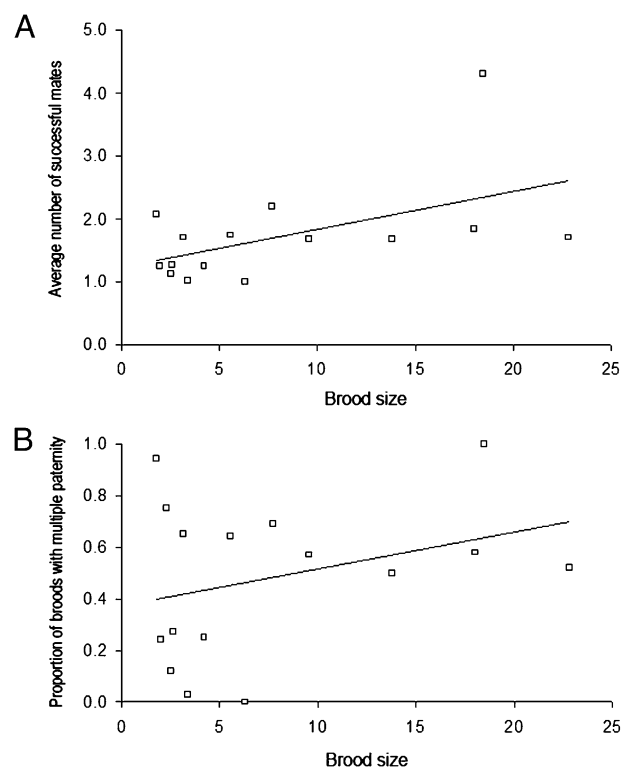 A
Average number of successful mates
5.0
4.0
3.0
2.0
1.0
0.0
0 5 10 15 20 25
Brood size
B
Proportion of broods with multiple paternity
1.0
0.8
0.6
0.4
0.2
0.0
0 5 10 15 20 25
Brood size